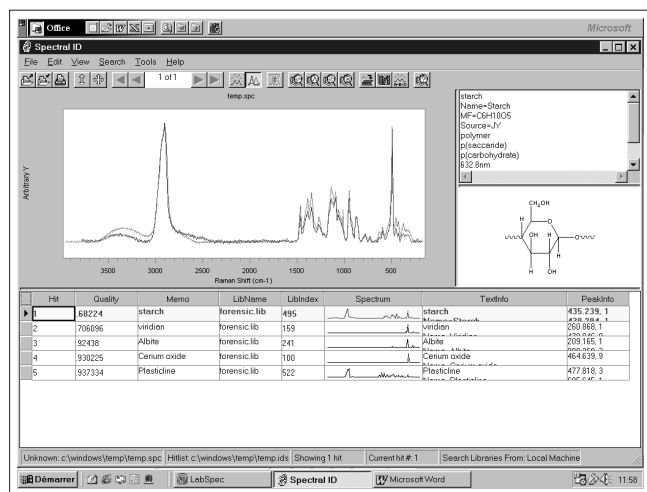 Office
Microsoft
Spectral ID
File Edit View Search Tools Help
1 of 1
temp.spc
Arbitrary Y
3500 3000 2500 2000 1500 1000 500
Raman Shift (cm-1)
starch
Name=Starch
MF=C6H10O5
Source=JY
polymer
p(saccaride)
p(carbohydrate)
632.8nm
CH2OH
H O
H OH H H O
H OH
Hit Quality Memo LibName LibIndex Spectrum TextInfo PeakInfo
1 .68224 starch forensic.lib 495 starch 435.239, 1
Name=Starch
2 .706096 viridian forensic.lib 159 viridian 260.868, 1
3 .92438 Albite forensic.lib 241 Albite 209.165, 1
4 .930225 Cerium oxide forensic.lib 100 Cerium oxide 464.639, 9
5 .937334 Plasticline forensic.lib 522 Plasticline 477.818, 3
Unknown: c:\windows\temp\temp.spc Hitlist: c:\windows\temp\temp.ids Showing 1 hit Current hit #: 1 Search Libraries From: Local Machine
Démarrer LabSpec Spectral ID Microsoft Word 11:58